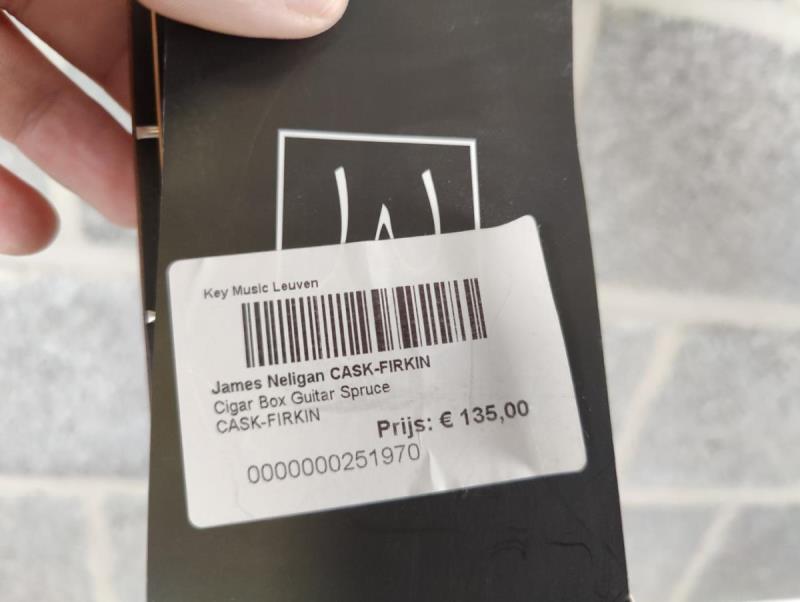 Key Music Leuven
James Neligan CASK-FIRKIN
Cigar Box Guitar Spruce
CASK-FIRKIN
Prijs: € 135,00
0000000251970